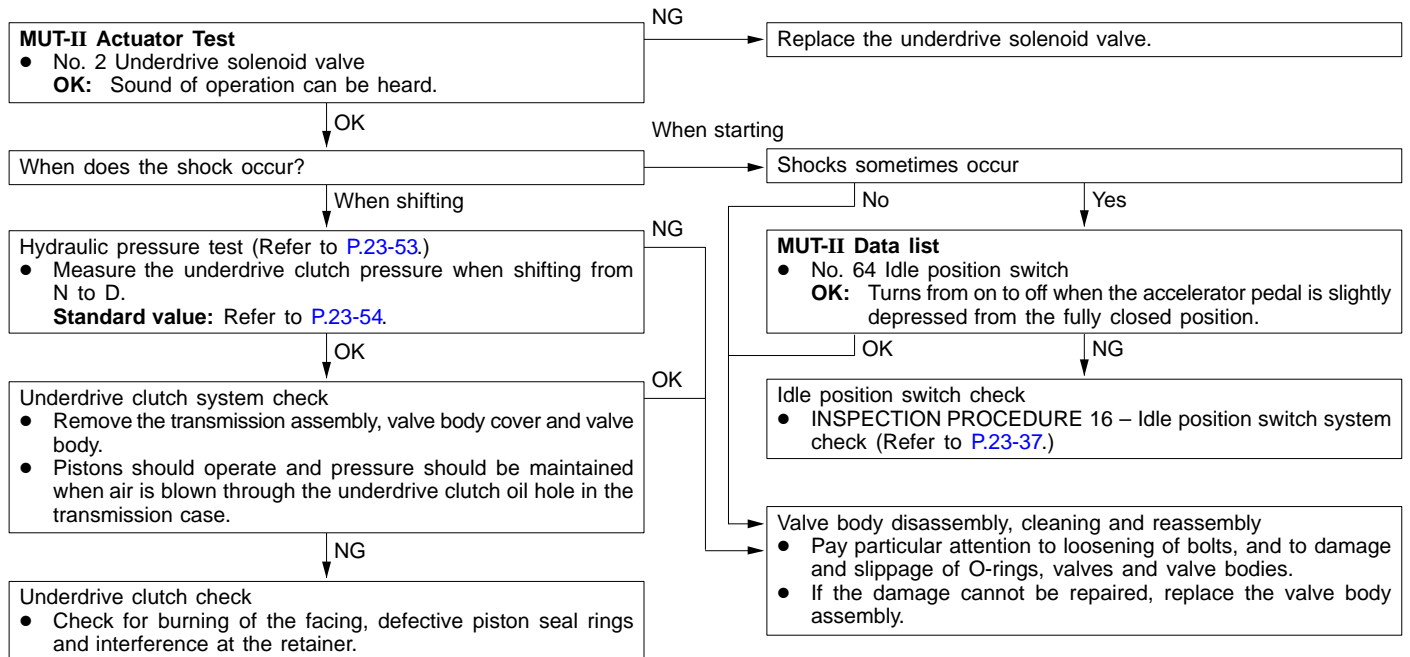 MUT-II Actuator Test
● No. 2 Underdrive solenoid valve
OK: Sound of operation can be heard.
NG
Replace the underdrive solenoid valve.
OK
When does the shock occur?
When starting
Shocks sometimes occur
No
Yes
When shifting
Hydraulic pressure test (Refer to P.23-53.)
● Measure the underdrive clutch pressure when shifting from
N to D.
Standard value: Refer to P.23-54.
NG
MUT-II Data list
● No. 64 Idle position switch
OK: Turns from on to off when the accelerator pedal is slightly
depressed from the fully closed position.
OK
OK
NG
Underdrive clutch system check
● Remove the transmission assembly, valve body cover and valve
body.
● Pistons should operate and pressure should be maintained
when air is blown through the underdrive clutch oil hole in the
transmission case.
OK
Idle position switch check
● INSPECTION PROCEDURE 16 – Idle position switch system
check (Refer to P.23-37.)
NG
Valve body disassembly, cleaning and reassembly
● Pay particular attention to loosening of bolts, and to damage
and slippage of O-rings, valves and valve bodies.
● If the damage cannot be repaired, replace the valve body
assembly.
Underdrive clutch check
● Check for burning of the facing, defective piston seal rings
and interference at the retainer.